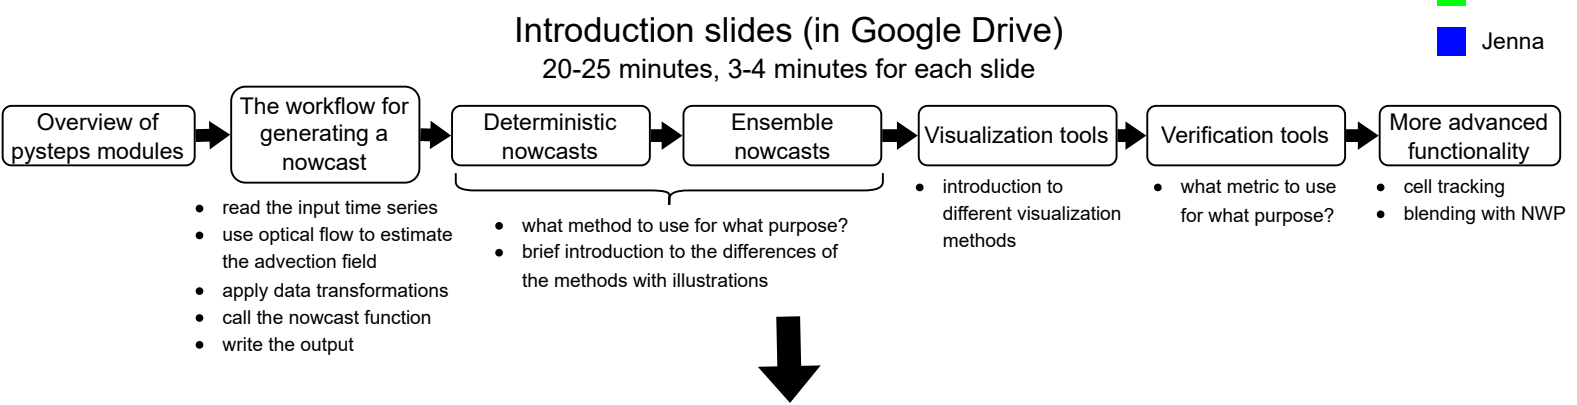 Introduction slides (in Google Drive)
20-25 minutes, 3-4 minutes for each slide
Jenna
Overview of
pysteps modules
The workflow for
generating a
nowcast
Deterministic
nowcasts
Ensemble
nowcasts
Visualization tools
Verification tools
More advanced
functionality
• read the input time series
• use optical flow to estimate
the advection field
• apply data transformations
• call the nowcast function
• write the output
• what method to use for what purpose?
• brief introduction to the differences of
the methods with illustrations
• introduction to
different visualization
methods
• what metric to use
for what purpose?
• cell tracking
• blending with NWP